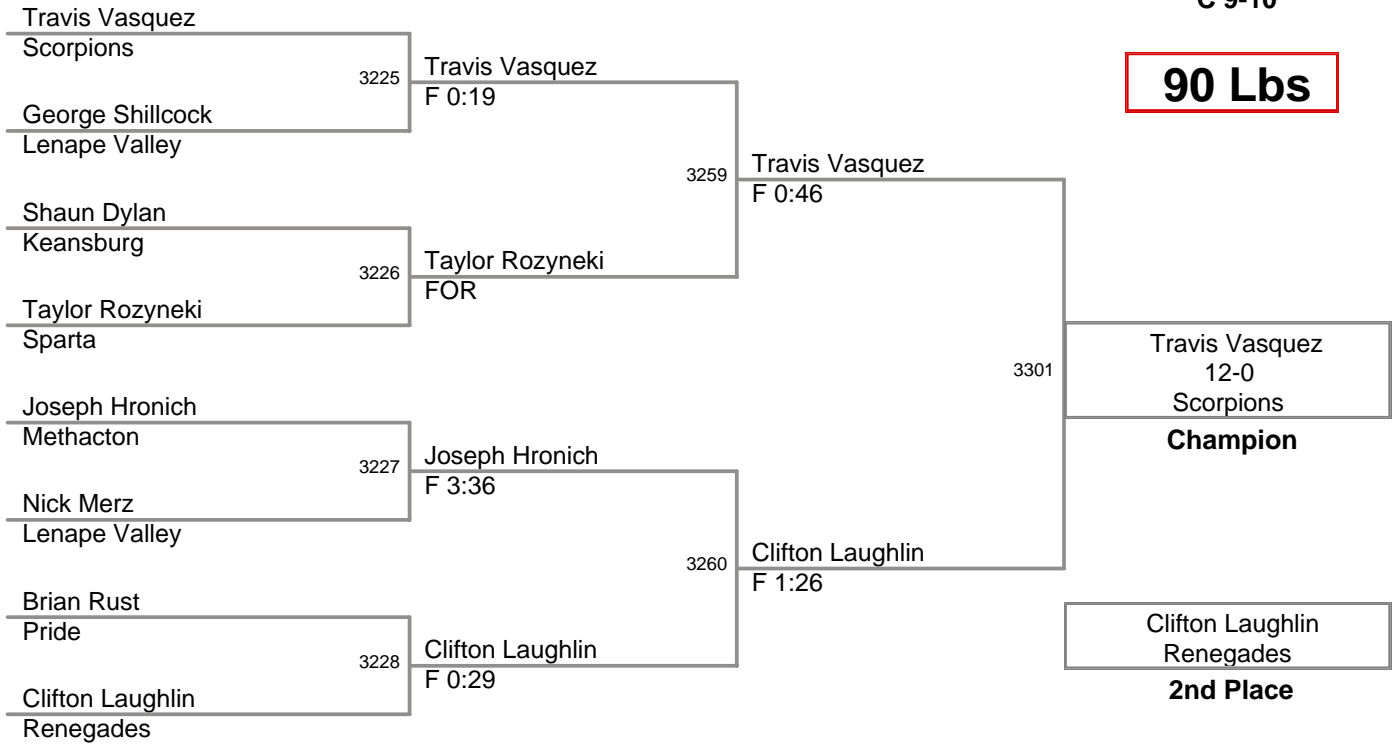 C 9-10
90 Lbs
Travis Vasquez
Scorpions
3225
George Shillcock
Lenape Valley
Shaun Dylan
Keansburg
3226
Taylor Rozyneki
Sparta
Joseph Hronich
Methacton
3227
Nick Merz
Lenape Valley
Brian Rust
Pride
3228
Clifton Laughlin
Renegades
Travis Vasquez
F 0:19
3259
Taylor Rozyneki
FOR
Joseph Hronich
F 3:36
3260
Clifton Laughlin
F 0:29
Travis Vasquez
F 0:46
3301
Clifton Laughlin
F 1:26
Travis Vasquez
12-0
Scorpions
Champion
Clifton Laughlin
Renegades
2nd Place